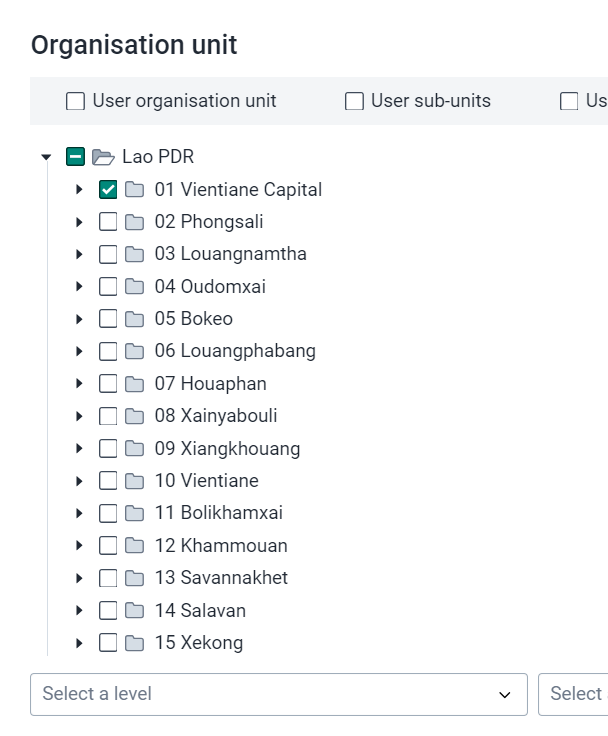 Organisation unit
User organisation unit User sub-units Us
Lao PDR
01 Vientiane Capital
02 Phongsali
03 Louangnamtha
04 Oudomxai
05 Bokeo
06 Louangphabang
07 Houaphan
08 Xainyabouli
09 Xiangkhouang
10 Vientiane
11 Bolikhamxai
12 Khammouan
13 Savannakhet
14 Salavan
15 Xekong
Select a level Select